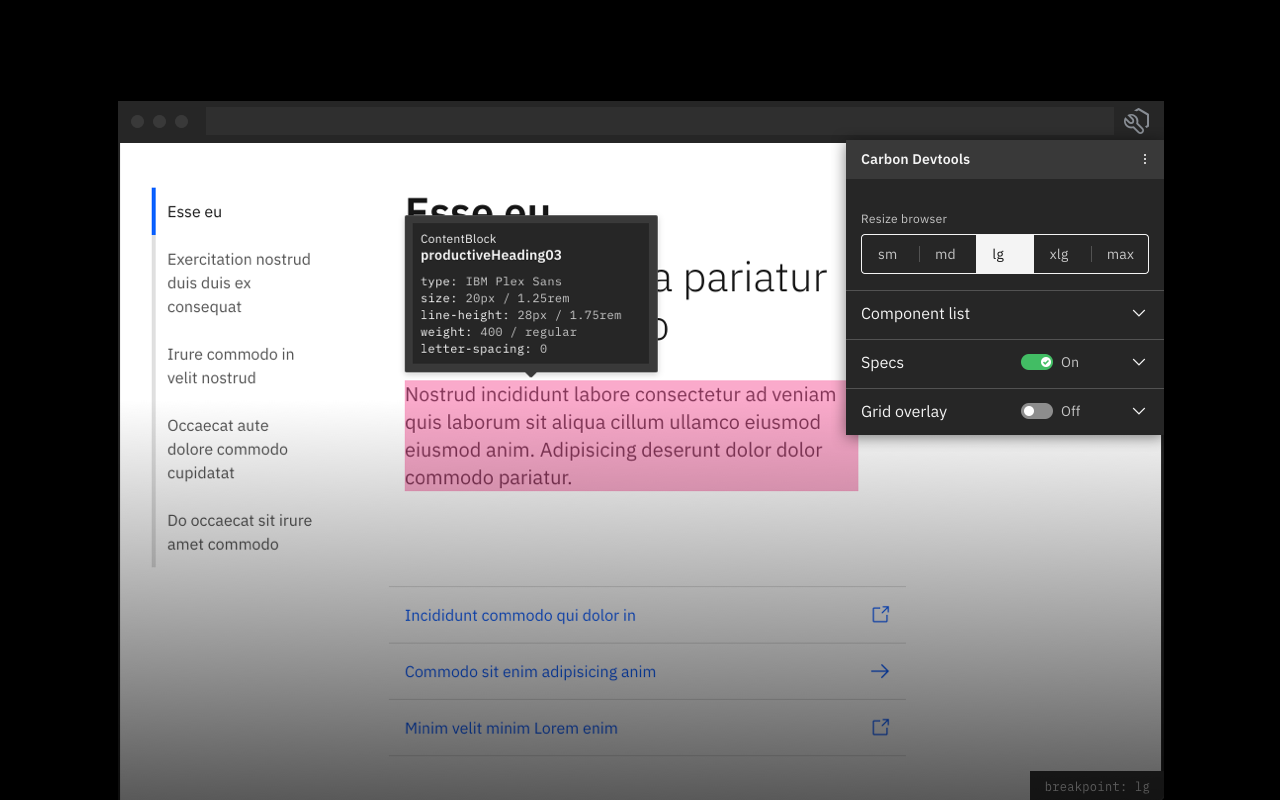 Carbon Devtools
Resize browser
sm md lg xlg max
Component list
Specs On
Grid overlay Off
Esse eu
Exercitation nostrud
duis duis ex
consequat
Irure commodo in
velit nostrud
Occaecat aute
dolore commodo
cupidatat
Do occaecat sit irure
amet commodo
Esse eu
a pariatur
ContentBlock
productiveHeading03
type: IBM Plex Sans
size: 20px / 1.25rem
line-height: 28px / 1.75rem
weight: 400 / regular
letter-spacing: 0
Nostrud incididunt labore consectetur ad veniam
quis laborum sit aliqua cillum ullamco eiusmod
eiusmod anim. Adipisicing deserunt dolor dolor
commodo pariatur.
Incididunt commodo qui dolor in
Commodo sit enim adipisicing anim
Minim velit minim Lorem enim
breakpoint: lg